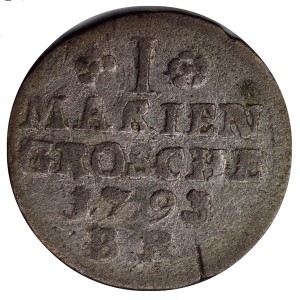 I
MARIEN
GROSCHE
1793